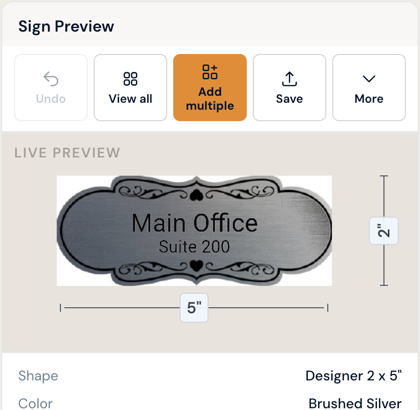 Sign Preview
Undo
View all
Add
multiple
Save
More
LIVE PREVIEW
Main Office
Suite 200
2"
5"
Shape
Designer 2 x 5"
Color
Brushed Silver